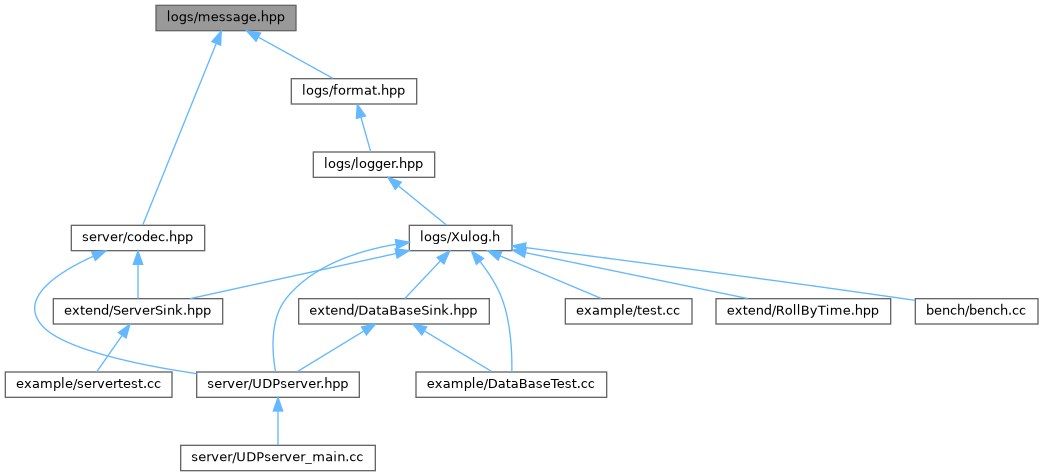 logs/message.hpp
logs/format.hpp
logs/logger.hpp
server/codec.hpp
logs/Xulog.h
extend/ServerSink.hpp
extend/DataBaseSink.hpp
example/test.cc
extend/RollByTime.hpp
bench/bench.cc
example/servertest.cc
server/UDPserver.hpp
example/DataBaseTest.cc
server/UDPserver_main.cc